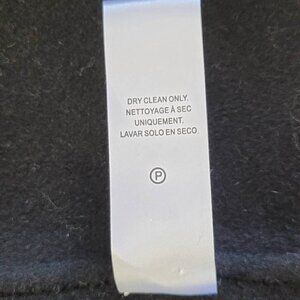 DRY CLEAN ONLY.
NETTOYAGE À SEC
UNIQUEMENT.
LAVAR SOLO EN SECO
P